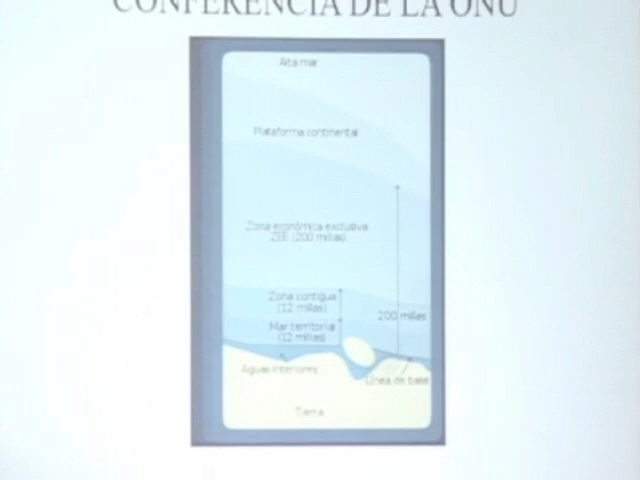 CONFERENCIA DE LA ONU
Alta mar
Plataforma continental
Zona económica exclusiva
ZEE (200 millas)
Zona contigua
(12 millas)
200 millas
Mar territorial
(12 millas)
Aguas interiores
Línea de base
Tierra